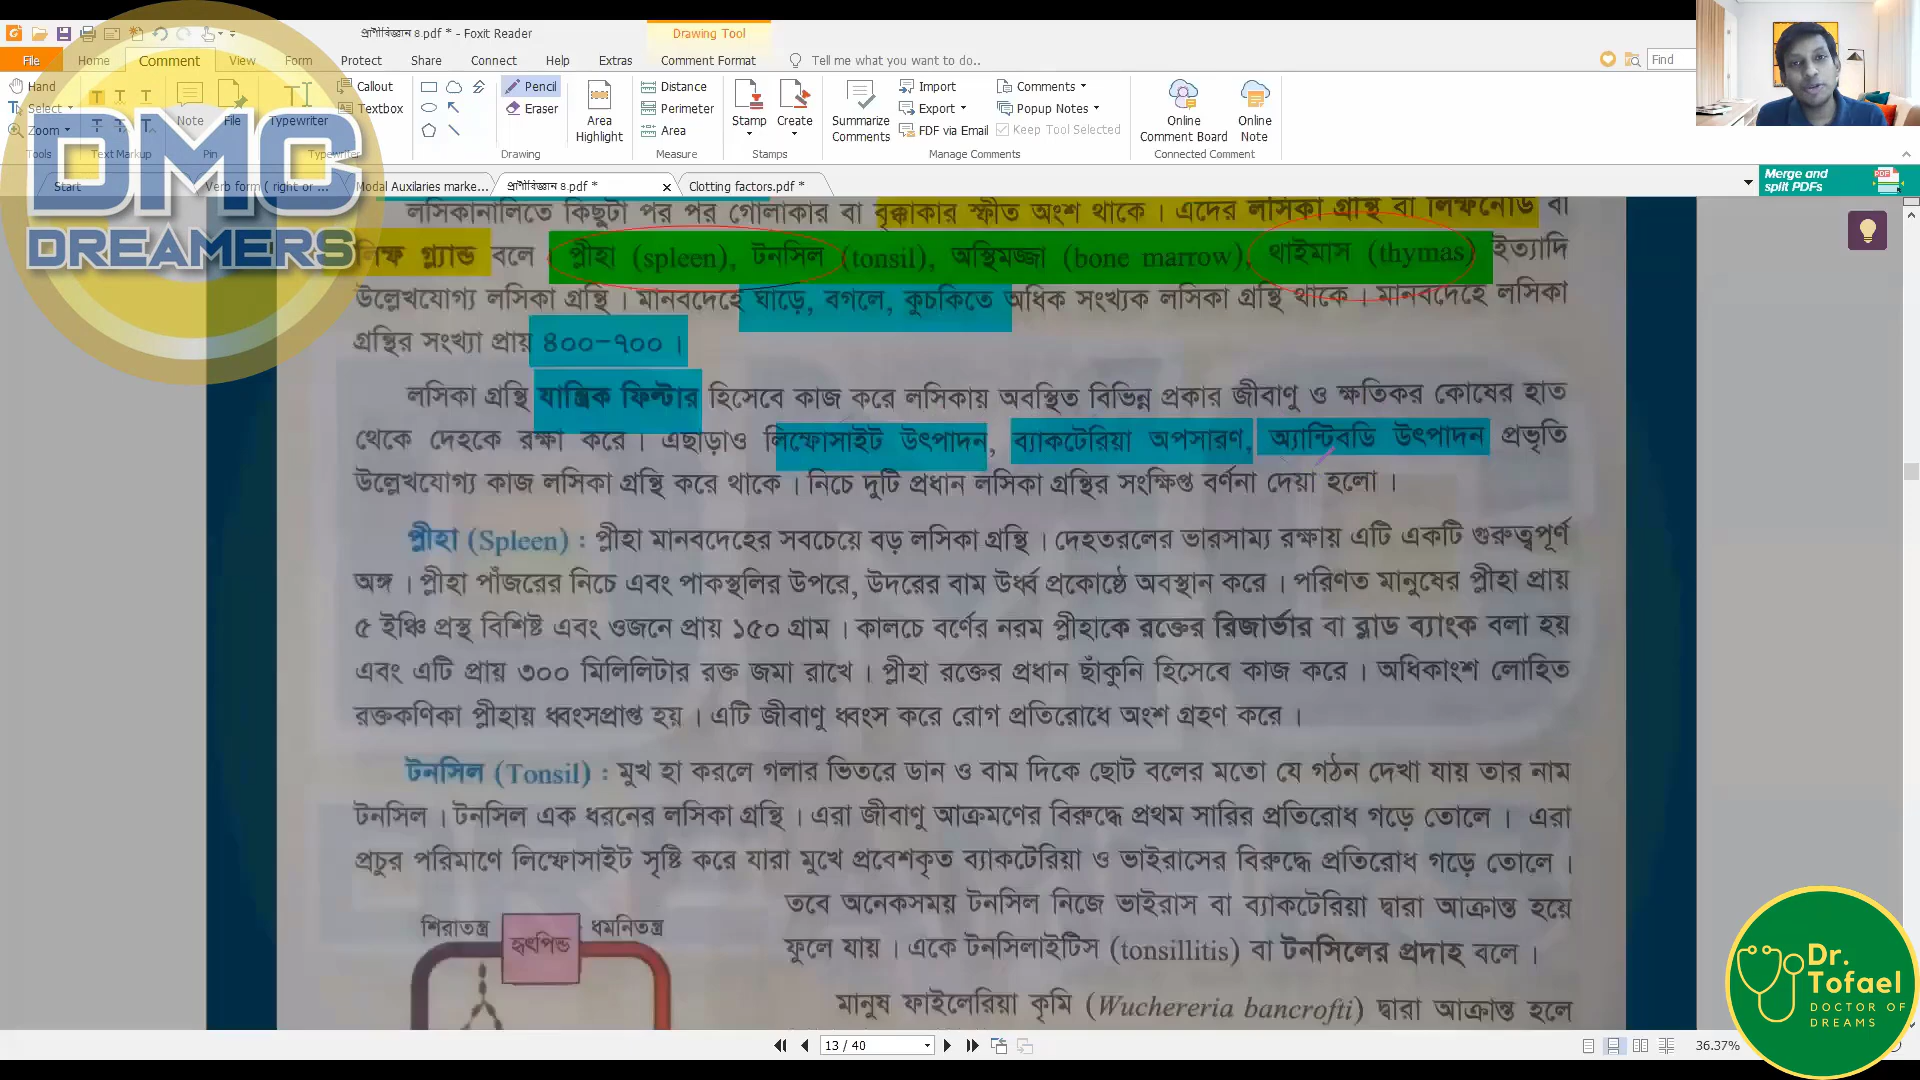 প্রাণীবিজ্ঞান ৪.pdf * - Foxit Reader
Drawing Tool
File Home Comment View Form Protect Share Connect Help Extras Comment Format Tell me what you want to do.. Find
Hand
Select
Zoom
Tools
Text Markup
Note
File
Pin
Typewriter
Typewriter
Callout
Textbox
Pencil
Eraser
Area Highlight
Drawing
Distance
Perimeter
Area
Measure
Stamp
Create
Stamps
Summarize Comments
Import
Export
FDF via Email
Comments
Popup Notes
Keep Tool Selected
Manage Comments
Online Comment Board
Online Note
Connected Comment
Start Verb form ( right or ... Modal Auxilaries marke... প্রাণীবিজ্ঞান ৪.pdf * Clotting factors.pdf *
Merge and split PDFs
DMC
DREAMERS
লসিকানালিতে কিছুটা পর পর গোলাকার বা বৃক্কাকার স্ফীত অংশ থাকে । এদের লসিকা গ্রন্থি বা লিম্ফনোড বা
লিম্ফ গ্ল্যান্ড বলে প্লীহা (spleen), টনসিল (tonsil), অস্থিমজ্জা (bone marrow), থাইমাস (thymas) ইত্যাদি
উল্লেখযোগ্য লসিকা গ্রন্থি । মানবদেহে ঘাড়ে, বগলে, কুচকিতে অধিক সংখ্যক লসিকা গ্রন্থি থাকে । মানবদেহে লসিকা
গ্রন্থির সংখ্যা প্রায় ৪০০-৭০০ ।
লসিকা গ্রন্থি যান্ত্রিক ফিল্টার হিসেবে কাজ করে লসিকায় অবস্থিত বিভিন্ন প্রকার জীবাণু ও ক্ষতিকর কোষের হাত
থেকে দেহকে রক্ষা করে । এছাড়াও লিম্ফোসাইট উৎপাদন, ব্যাকটেরিয়া অপসারণ, অ্যান্টিবডি উৎপাদন প্রভৃতি
উল্লেখযোগ্য কাজ লসিকা গ্রন্থি করে থাকে । নিচে দুটি প্রধান লসিকা গ্রন্থির সংক্ষিপ্ত বর্ণনা দেয়া হলো ।
প্লীহা (Spleen) : প্লীহা মানবদেহের সবচেয়ে বড় লসিকা গ্রন্থি । দেহতরলের ভারসাম্য রক্ষায় এটি একটি গুরুত্বপূর্ণ
অঙ্গ । প্লীহা পাঁজরের নিচে এবং পাকস্থলির উপরে, উদরের বাম উর্ধ্ব প্রকোষ্ঠে অবস্থান করে । পরিণত মানুষের প্লীহা প্রায়
৫ ইঞ্চি প্রস্থ বিশিষ্ট এবং ওজনে প্রায় ১৫০ গ্রাম । কালচে বর্ণের নরম প্লীহাকে রক্তের রিজার্ভার বা ব্লাড ব্যাংক বলা হয়
এবং এটি প্রায় ৩০০ মিলিলিটার রক্ত জমা রাখে । প্লীহা রক্তের প্রধান ছাঁকুনি হিসেবে কাজ করে । অধিকাংশ লোহিত
রক্তকণিকা প্লীহায় ধ্বংসপ্রাপ্ত হয় । এটি জীবাণু ধ্বংস করে রোগ প্রতিরোধে অংশ গ্রহণ করে ।
টনসিল (Tonsil) : মুখ হা করলে গলার ভিতরে ডান ও বাম দিকে ছোট বলের মতো যে গঠন দেখা যায় তার নাম
টনসিল । টনসিল এক ধরনের লসিকা গ্রন্থি । এরা জীবাণু আক্রমণের বিরুদ্ধে প্রথম সারির প্রতিরোধ গড়ে তোলে । এরা
প্রচুর পরিমাণে লিম্ফোসাইট সৃষ্টি করে যারা মুখে প্রবেশকৃত ব্যাকটেরিয়া ও ভাইরাসের বিরুদ্ধে প্রতিরোধ গড়ে তোলে ।
তবে অনেকসময় টনসিল নিজে ভাইরাস বা ব্যাকটেরিয়া দ্বারা আক্রান্ত হয়ে
ফুলে যায় । একে টনসিলাইটিস (tonsillitis) বা টনসিলের প্রদাহ বলে ।
মানুষ ফাইলেরিয়া কৃমি (Wuchereria bancrofti) দ্বারা আক্রান্ত হলে
শিরাতন্ত্র হৃৎপিন্ড ধমনিতন্ত্র
Dr.
Tofael
DOCTOR OF
DREAMS
13 / 40
36.37%